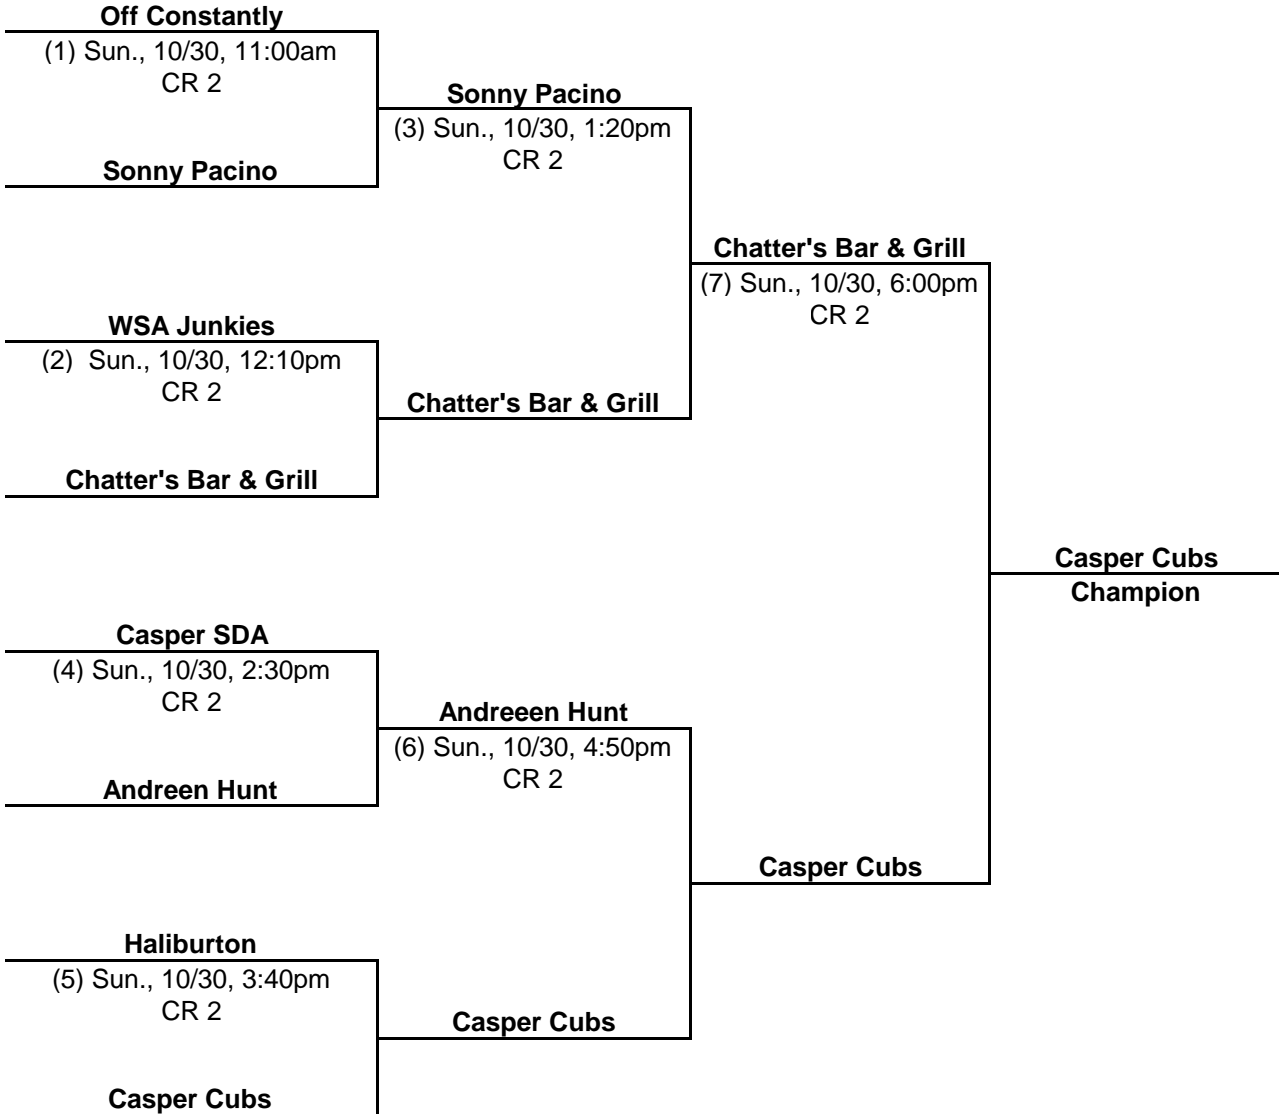 Off Constantly
(1) Sun., 10/30, 11:00am
CR 2
Sonny Pacino
(3) Sun., 10/30, 1:20pm
CR 2
Sonny Pacino
Chatter's Bar & Grill
(7) Sun., 10/30, 6:00pm
CR 2
WSA Junkies
(2)  Sun., 10/30, 12:10pm
CR 2
Chatter's Bar & Grill
Chatter's Bar & Grill
Casper Cubs
Champion
Casper SDA
(4) Sun., 10/30, 2:30pm
CR 2
Andreeen Hunt
(6) Sun., 10/30, 4:50pm
CR 2
Andreen Hunt
Casper Cubs
Haliburton
(5) Sun., 10/30, 3:40pm
CR 2
Casper Cubs
Casper Cubs